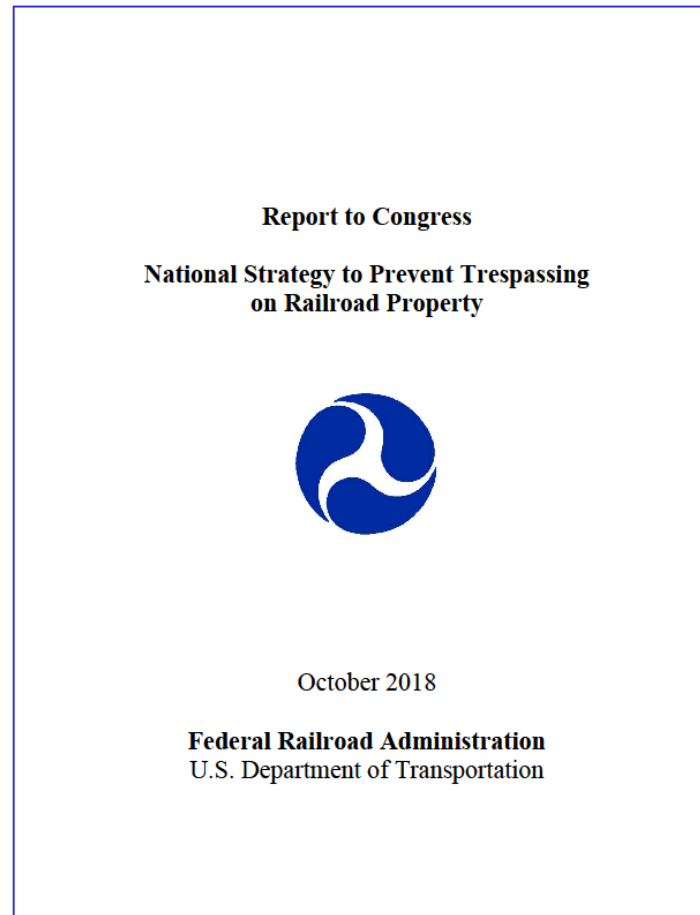 Report to Congress
National Strategy to Prevent Trespassing
on Railroad Property
October 2018
Federal Railroad Administration
U.S. Department of Transportation